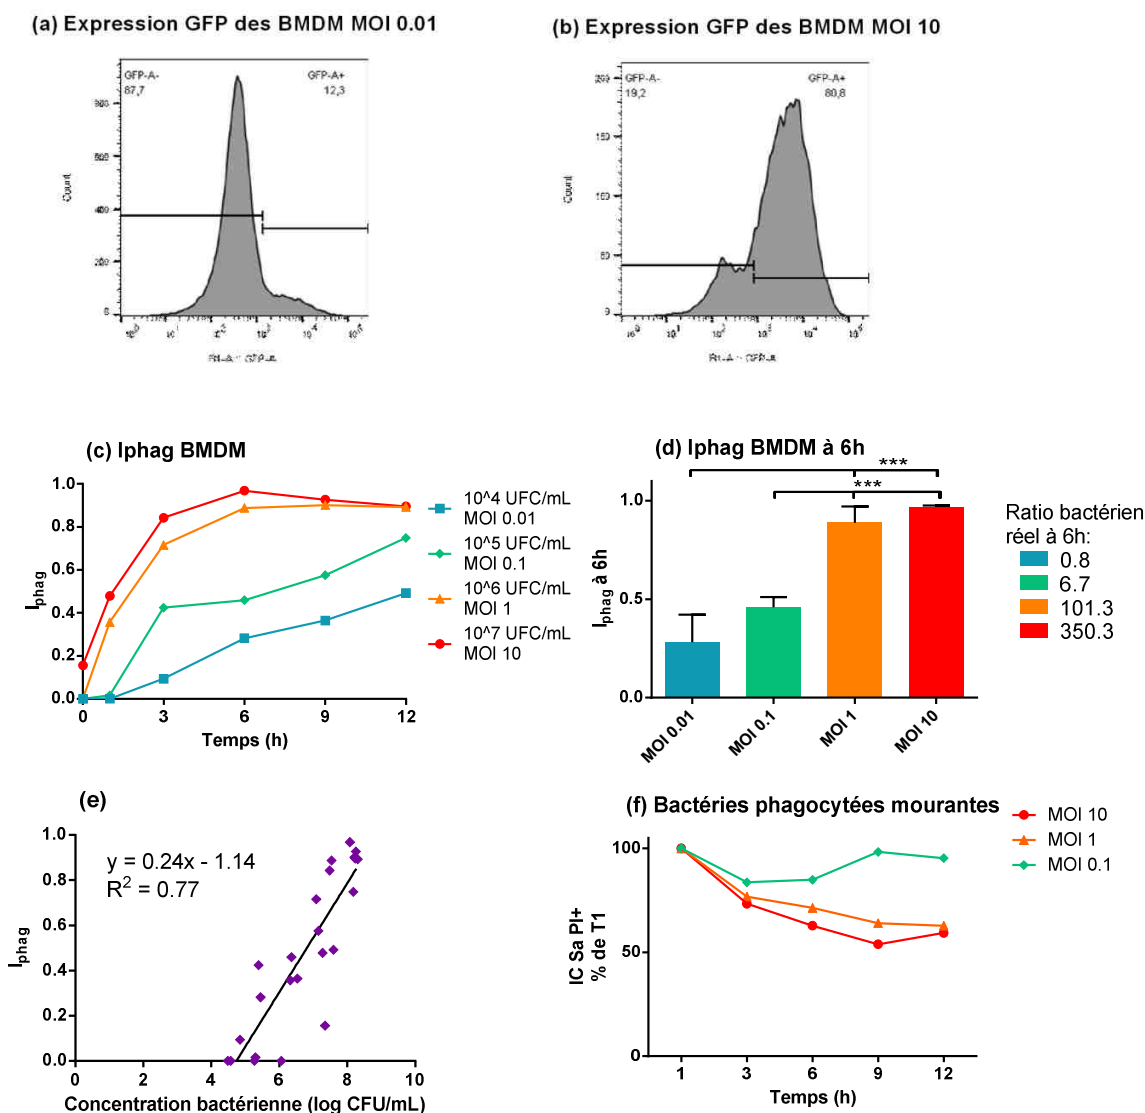 (a) Expression GFP des BMDM MOI 0.01
GFP-A-
87,7
GFP-A+
12,3
Count
(b) Expression GFP des BMDM MOI 10
GFP-A-
19,2
GFP-A+
80,8
Count
(c) Iphag BMDM
1.0
0.8
0.6
0.4
0.2
0.0
Iphag
0 3 6 9 12
Temps (h)
10^4 UFC/mL
MOI 0.01
10^5 UFC/mL
MOI 0.1
10^6 UFC/mL
MOI 1
10^7 UFC/mL
MOI 10
(d) Iphag BMDM à 6h
***
***
1.0
0.5
0.0
Iphag à 6h
MOI 0.01
MOI 0.1
MOI 1
MOI 10
Ratio bactérien
réel à 6h:
0.8
6.7
101.3
350.3
(e)
y = 0.24x - 1.14
R² = 0.77
1.0
0.8
0.6
0.4
0.2
0.0
Iphag
0 2 4 6 8 10
Concentration bactérienne (log CFU/mL)
(f) Bactéries phagocytées mourantes
MOI 10
MOI 1
MOI 0.1
100
50
0
IC Sa PI+
% de T1
1 3 6 9 12
Temps (h)